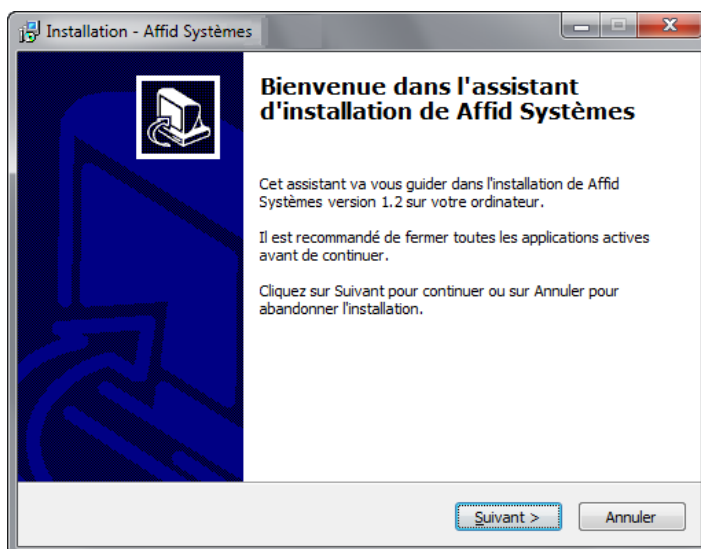 Installation - Affid Systèmes
Bienvenue dans l'assistant
d'installation de Affid Systèmes
Cet assistant va vous guider dans l'installation de Affid
Systèmes version 1.2 sur votre ordinateur.
Il est recommandé de fermer toutes les applications actives
avant de continuer.
Cliquez sur Suivant pour continuer ou sur Annuler pour
abandonner l'installation.
Suivant >
Annuler